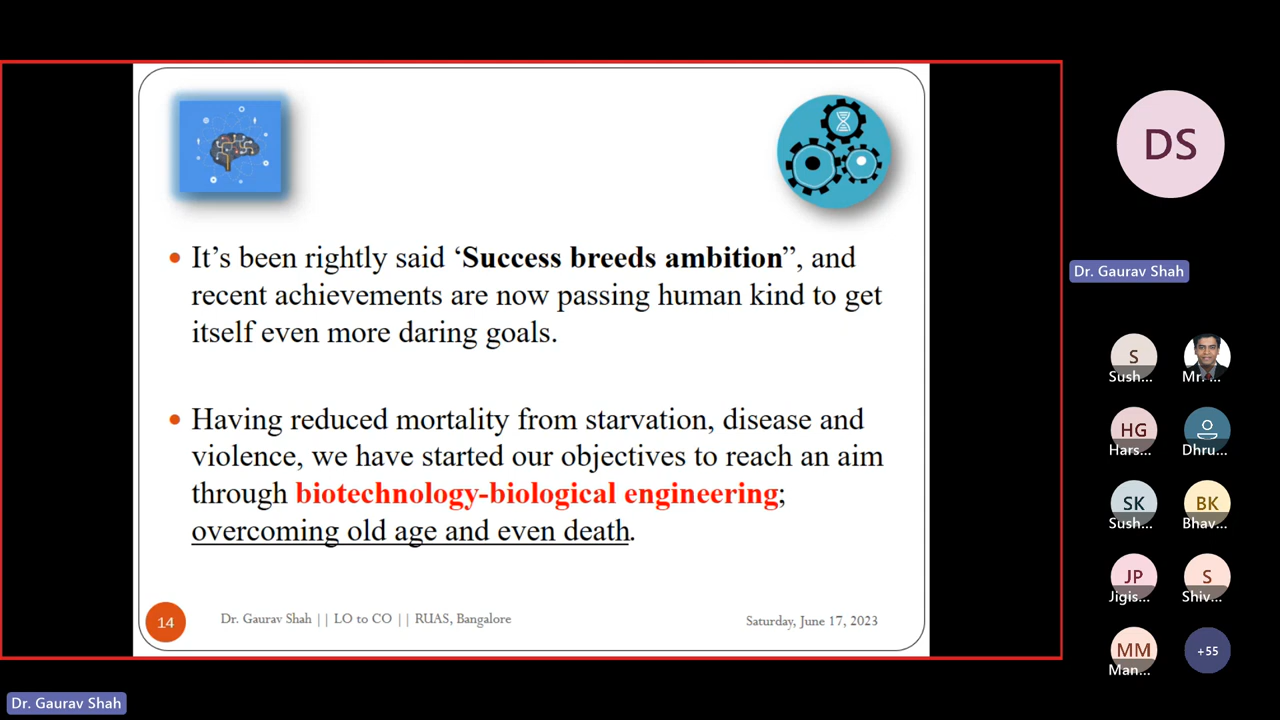 • It’s been rightly said ‘Success breeds ambition”, and
recent achievements are now passing human kind to get
itself even more daring goals.
• Having reduced mortality from starvation, disease and
violence, we have started our objectives to reach an aim
through biotechnology-biological engineering;
overcoming old age and even death.
14
Dr. Gaurav Shah || LO to CO || RUAS, Bangalore
Saturday, June 17, 2023
DS
Dr. Gaurav Shah
S
Sush...
Mr. ...
HG
Hars...
Dhru...
SK
Sush...
BK
Bhav...
JP
Jigis...
S
Shiv...
MM
Man...
+55
Dr. Gaurav Shah